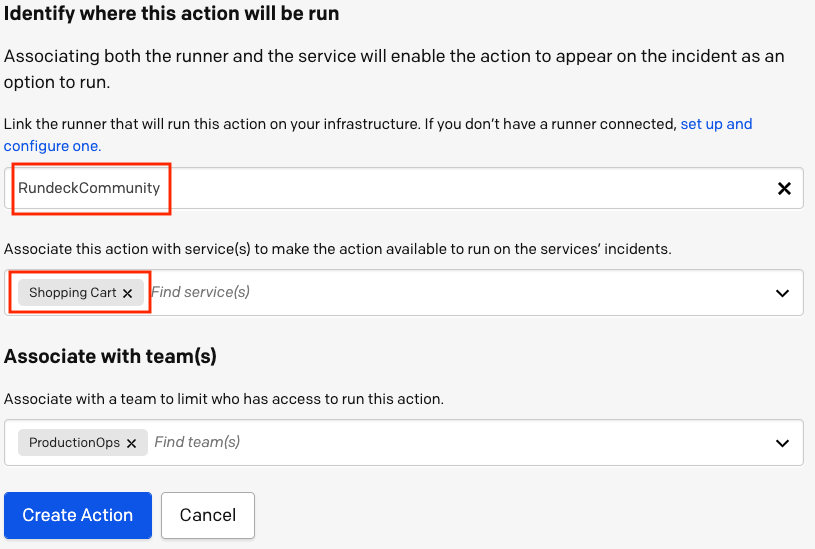 Identify where this action will be run
Associating both the runner and the service will enable the action to appear on the incident as an
option to run.
Link the runner that will run this action on your infrastructure. If you don’t have a runner connected, set up and
configure one.
RundeckCommunity
Associate this action with service(s) to make the action available to run on the services’ incidents.
Shopping Cart Find service(s)
Associate with team(s)
Associate with a team to limit who has access to run this action.
ProductionOps Find team(s)
Create Action Cancel